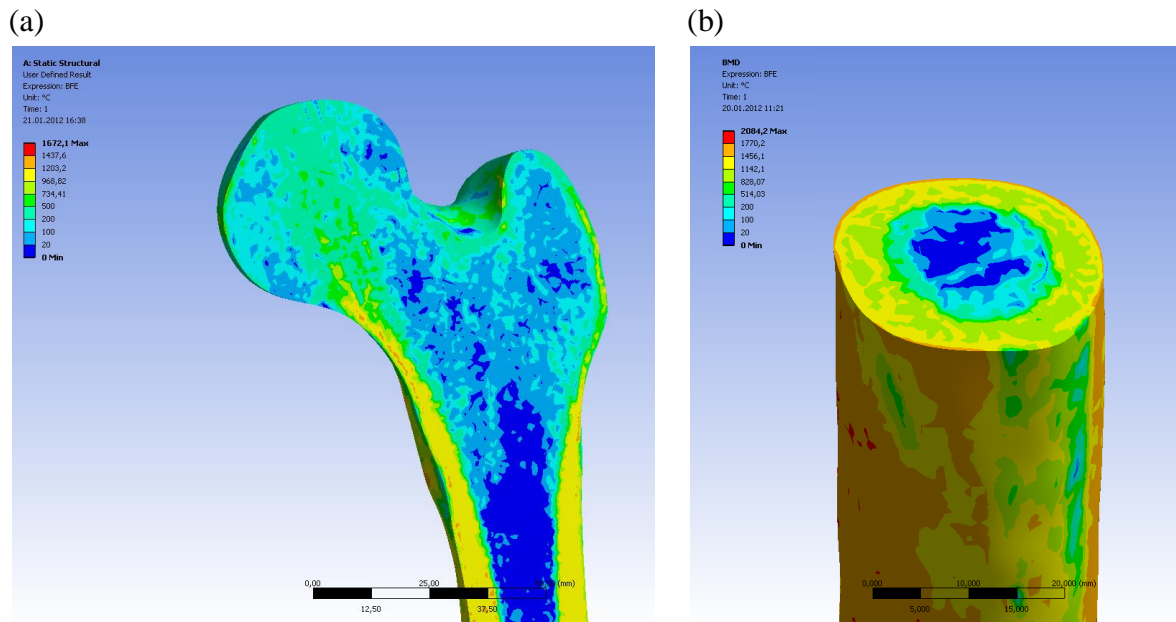 (a)
A: Static Structural
User Defined Result
Expression: BFE
Unit: °C
Time: 1
21.01.2012 16:38
1672,1 Max
1437,6
1203,2
968,82
734,41
500
200
100
20
0 Min
0,00 25,00 (mm)
12,50 37,50
(b)
BMD
Expression: BFE
Unit: °C
Time: 1
20.01.2012 11:21
2084,2 Max
1770,2
1456,1
1142,1
828,07
514,03
200
100
20
0 Min
0,000 10,000 20,000 (mm)
5,000 15,000